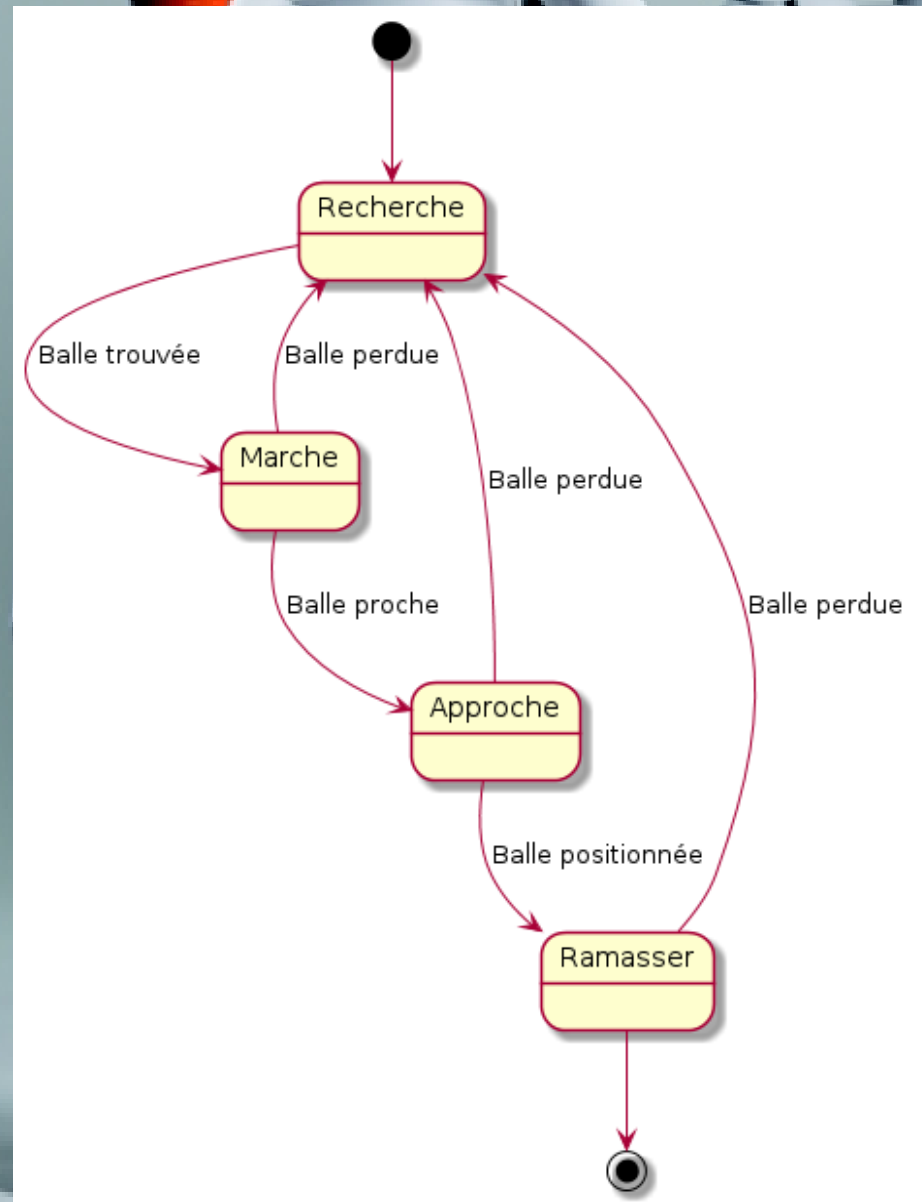 Recherche
Balle trouvée
Balle perdue
Marche
Balle perdue
Balle proche
Balle perdue
Approche
Balle positionnée
Ramasser